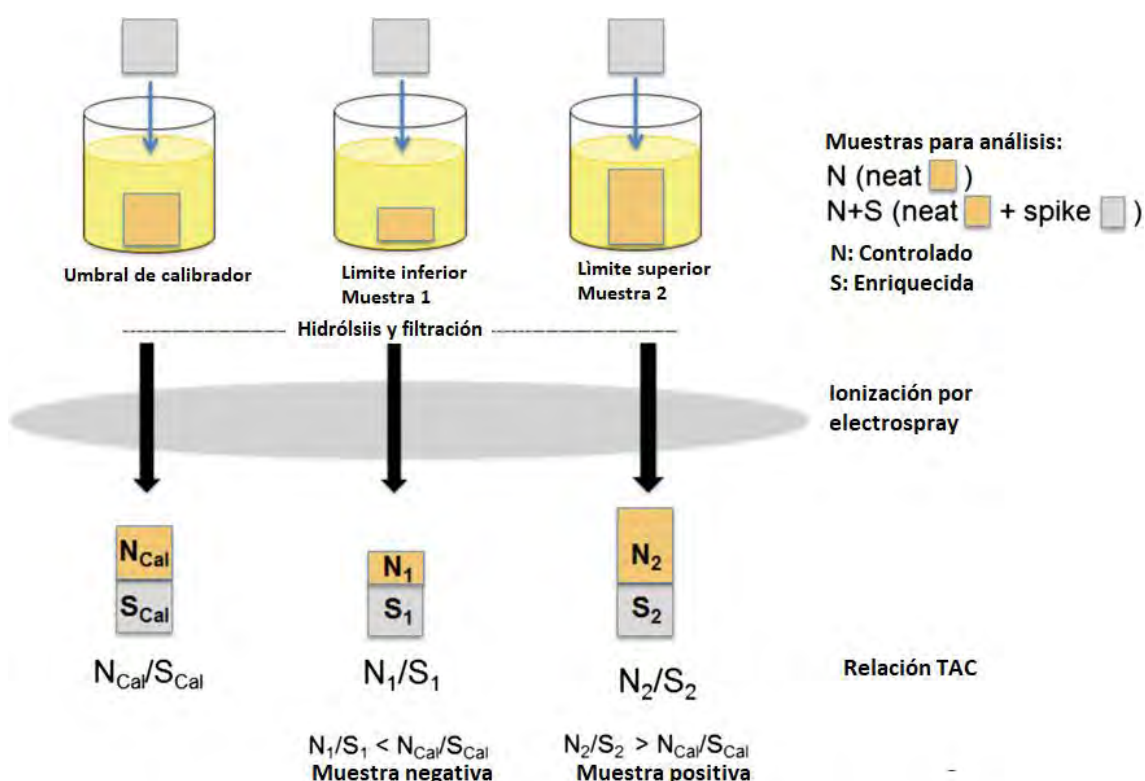 Umbral de calibrador
Limite inferior
Muestra 1
Lìmite superior
Muestra 2
Muestras para análisis:
N (neat )
N+S (neat + spike )
N: Controlado
S: Enriquecida
Hidrólsiis y filtración
Ionización por
electrospray
NCal
SCal
N1
S1
N2
S2
NCal/SCal
N1/S1
N2/S2
Relación TAC
N1/S1 < NCal/SCal
Muestra negativa
N2/S2 > NCal/SCal
Muestra positiva